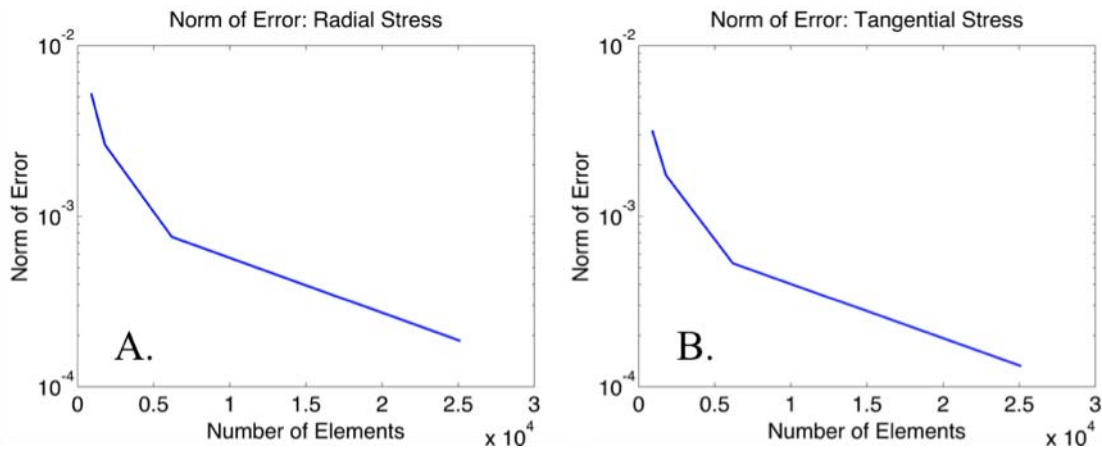 Norm of Error: Radial Stress
10^-2
10^-3
10^-4
Norm of Error
A.
0 0.5 1 1.5 2 2.5 3
Number of Elements
x 10^4
Norm of Error: Tangential Stress
10^-2
10^-3
10^-4
Norm of Error
B.
0 0.5 1 1.5 2 2.5 3
Number of Elements
x 10^4